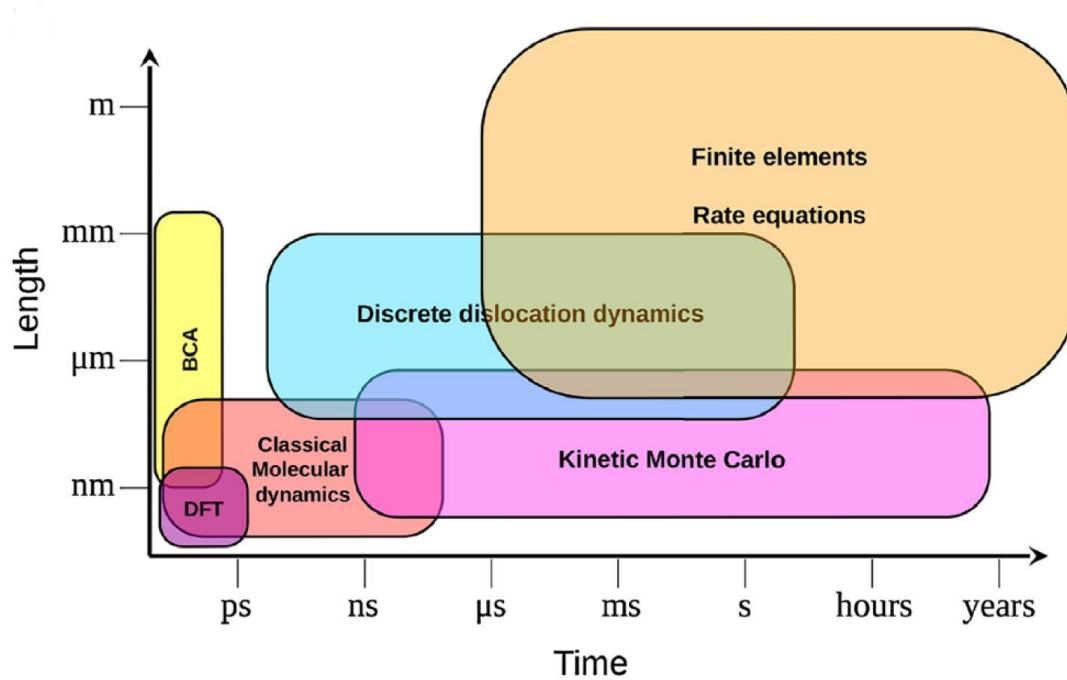 m
Finite elements
Rate equations
mm
Length
Discrete dislocation dynamics
BCA
μm
Classical
Molecular
dynamics
Kinetic Monte Carlo
nm
DFT
ps
ns
μs
ms
s
hours
years
Time